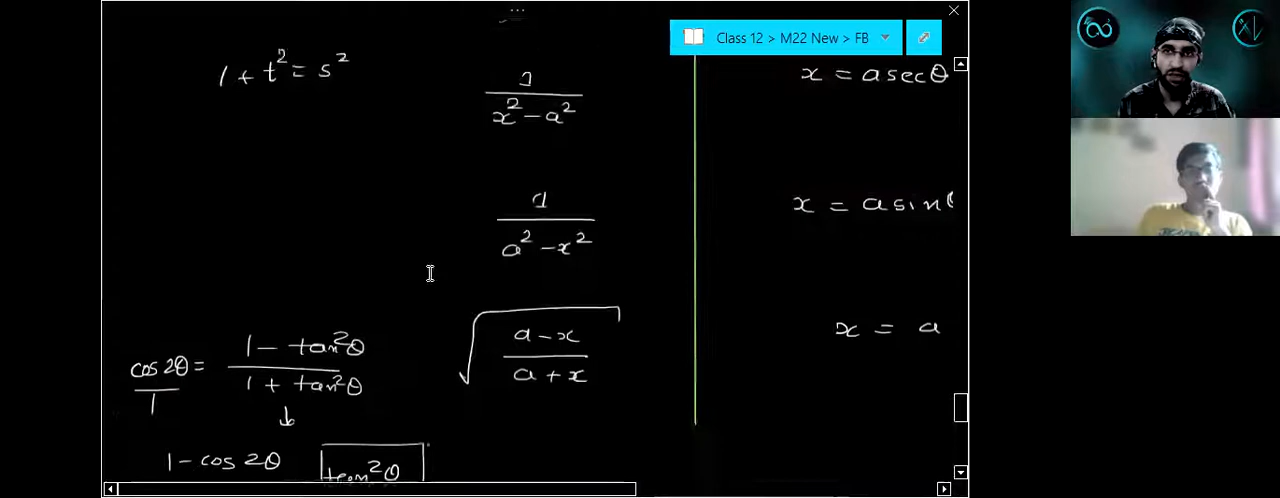 Class 12 > M22 New > FB
1 + t² = s²
1
x² - a²
x = a secθ
1
a² - x²
x = a sin
√
a - x
a + x
x = a
cos 2θ =
1
1 - tan²θ
1 + tan²θ
↓
1 - cos 2θ
tan²θ